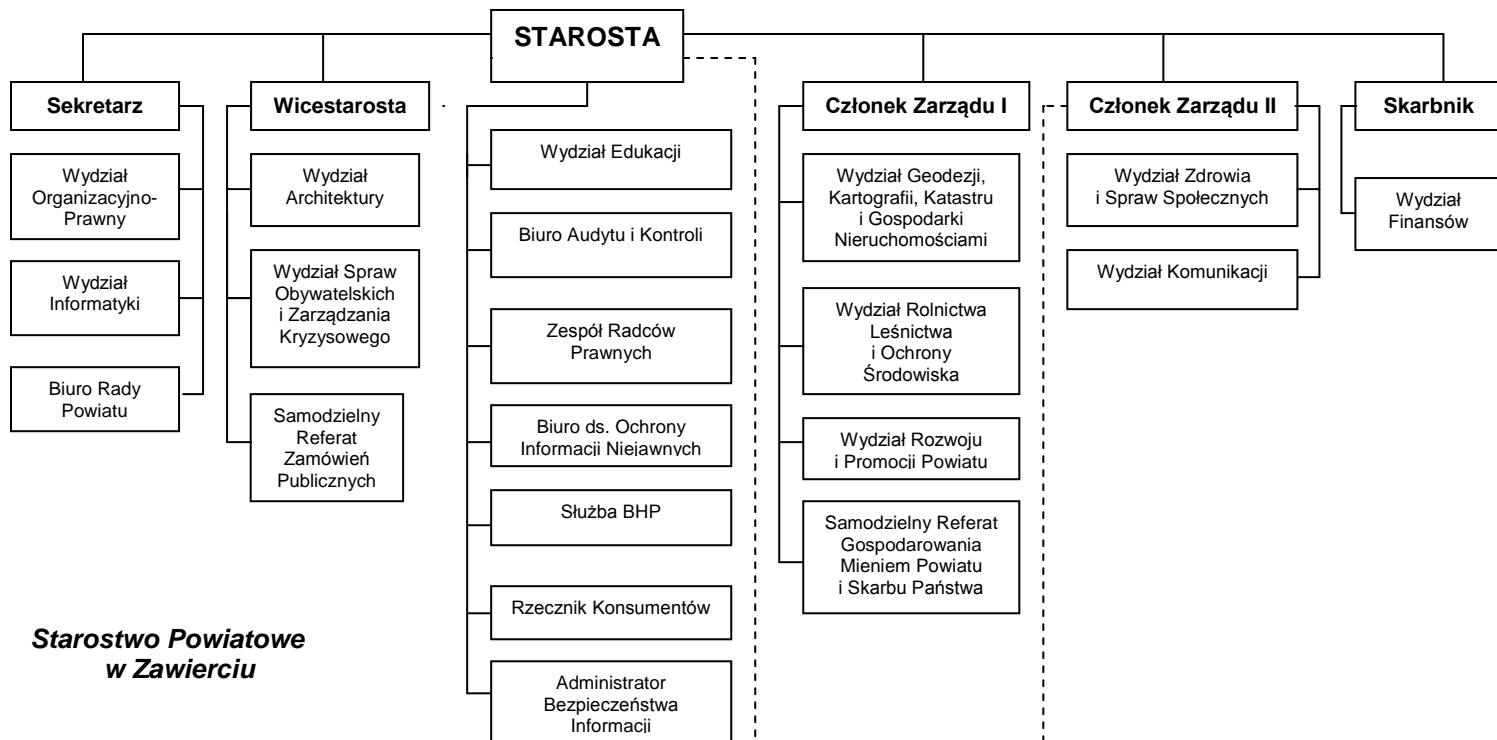 STAROSTA
Sekretarz
Wydział
Organizacyjno-
Prawny
Wydział
Informatyki
Biuro Rady
Powiatu
Wicestarosta
Wydział
Architektury
Wydział Spraw
Obywatelskich
i Zarządzania
Kryzysowego
Samodzielny
Referat
Zamówień
Publicznych
Wydział Edukacji
Biuro Audytu i Kontroli
Zespół Radców
Prawnych
Biuro ds. Ochrony
Informacji Niejawnych
Służba BHP
Rzecznik Konsumentów
Administrator
Bezpieczeństwa
Informacji
Członek Zarządu I
Wydział Geodezji,
Kartografii, Katastru
i Gospodarki
Nieruchomościami
Wydział Rolnictwa
Leśnictwa
i Ochrony
Środowiska
Wydział Rozwoju
i Promocji Powiatu
Samodzielny Referat
Gospodarowania
Mieniem Powiatu
i Skarbu Państwa
Członek Zarządu II
Wydział Zdrowia
i Spraw Społecznych
Wydział Komunikacji
Skarbnik
Wydział
Finansów
Starostwo Powiatowe
w Zawierciu